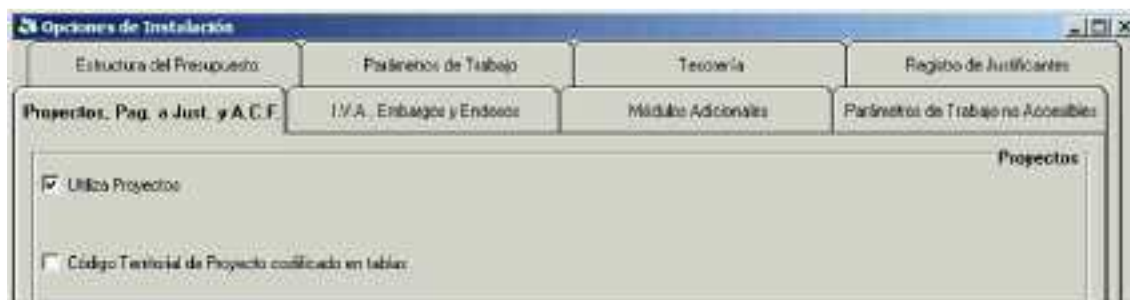 Opciones de Instalación
Estructura del Presupuesto
Parámetros de Trabajo
Tesorería
Registro de Justificantes
Proyectos, Pag. a Just. y A.C.F.
I.V.A., Embargos y Endosos
Módulos Adicionales
Parámetros de Trabajo no Accesibles
Proyectos
Utiliza Proyectos
Código Territorial de Proyecto codificado en tablas